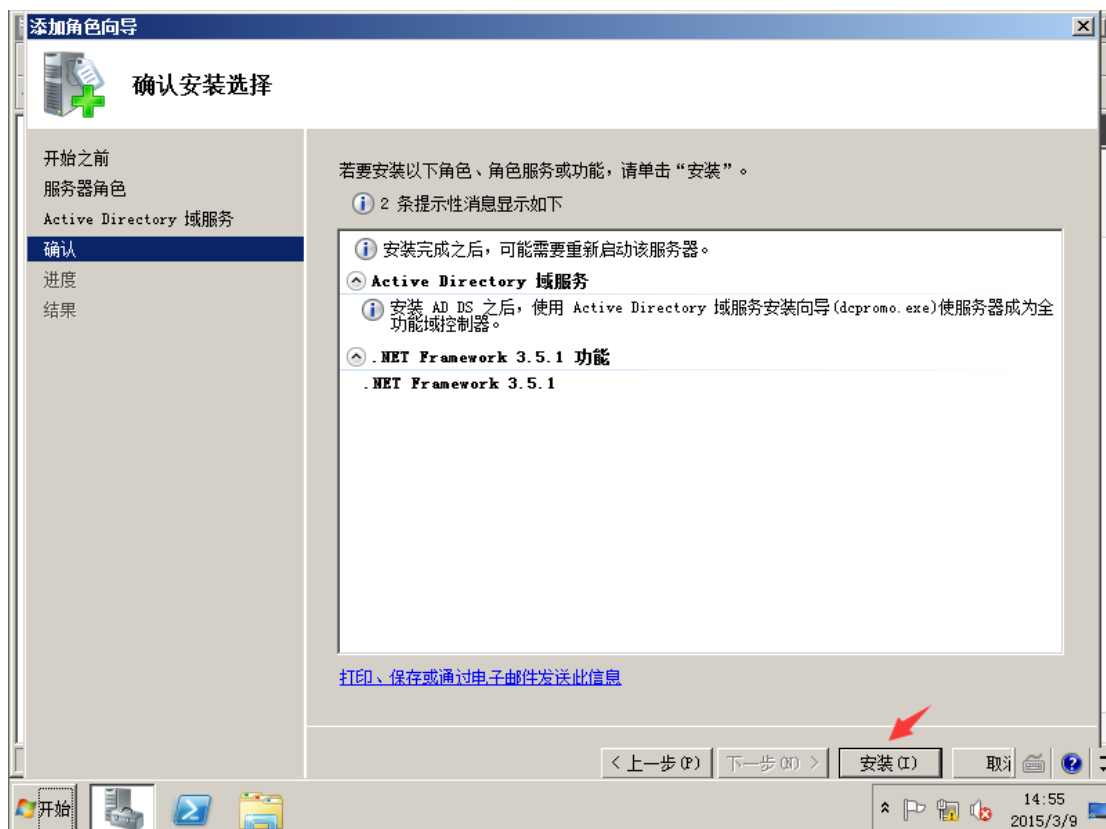 添加角色向导
确认安装选择
开始之前
服务器角色
Active Directory 域服务
确认
进度
结果
若要安装以下角色、角色服务或功能，请单击“安装”。
2 条提示性消息显示如下
安装完成之后，可能需要重新启动该服务器。
Active Directory 域服务
安装 AD DS 之后，使用 Active Directory 域服务安装向导(dcpromo.exe)使服务器成为全
功能域控制器。
.NET Framework 3.5.1 功能
.NET Framework 3.5.1
打印、保存或通过电子邮件发送此信息
< 上一步(P)
下一步(N) >
安装(I)
开始
14:55
2015/3/9